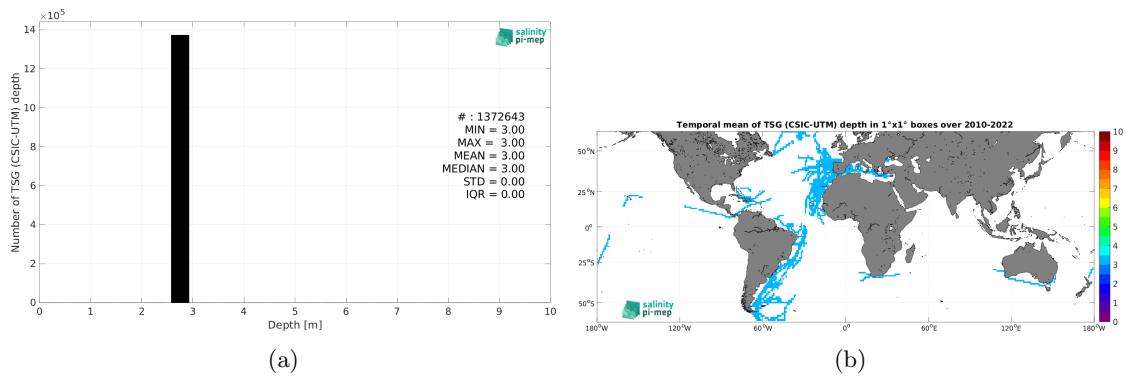 ×10⁵
14
12
10
8
6
4
2
0
Number of TSG (CSIC-UTM) depth
salinity
pi-mep
# : 1372643
MIN = 3.00
MAX = 3.00
MEAN = 3.00
MEDIAN = 3.00
STD = 0.00
IQR = 0.00
0 1 2 3 4 5 6 7 8 9 10
Depth [m]
(a)
Temporal mean of TSG (CSIC-UTM) depth in 1°x1° boxes over 2010-2022
50°N
25°N
0°
25°S
50°S
salinity
pi-mep
180°W 120°W 60°W 0° 60°E 120°E 180°E
10
9
8
7
6
5
4
3
2
1
0
(b)